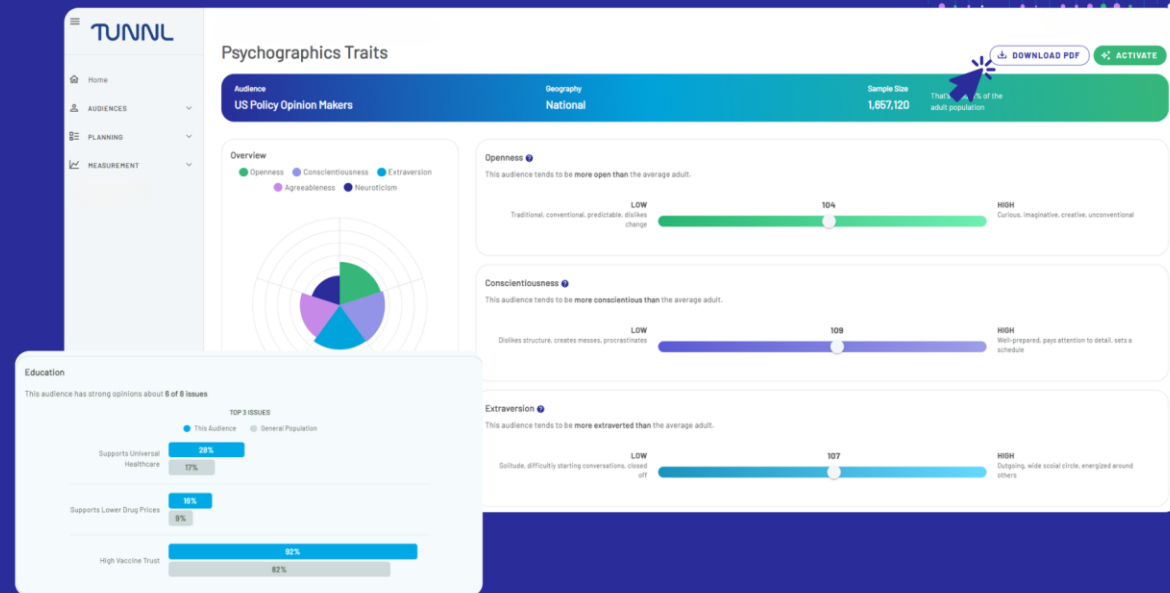 TUNNL
Home
AUDIENCES
PLANNING
MEASUREMENT
Psychographics Traits
DOWNLOAD PDF
ACTIVATE
Audience
US Policy Opinion Makers
Geography
National
Sample Size
1,657,120
That's % of the
adult population
Overview
Openness
Conscientiousness
Extraversion
Agreeableness
Neuroticism
Openness
This audience tends to be more open than the average adult.
LOW
Traditional, conventional, predictable, dislikes
change
104
HIGH
Curious, imaginative, creative, unconventional
Conscientiousness
This audience tends to be more conscientious than the average adult.
LOW
Dislikes structure, creates messes, procrastinates
109
HIGH
Well-prepared, pays attention to detail, sets a
schedule
Extraversion
This audience tends to be more extraverted than the average adult.
LOW
Solitude, difficultiy starting conversations, closed
off
107
HIGH
Outgoing, wide social circle, energized around
others
Education
This audience has strong opinions about 6 of 8 issues
TOP 3 ISSUES
This Audience
General Population
Supports Universal
Healthcare
28%
17%
Supports Lower Drug Prices
16%
9%
High Vaccine Trust
92%
82%